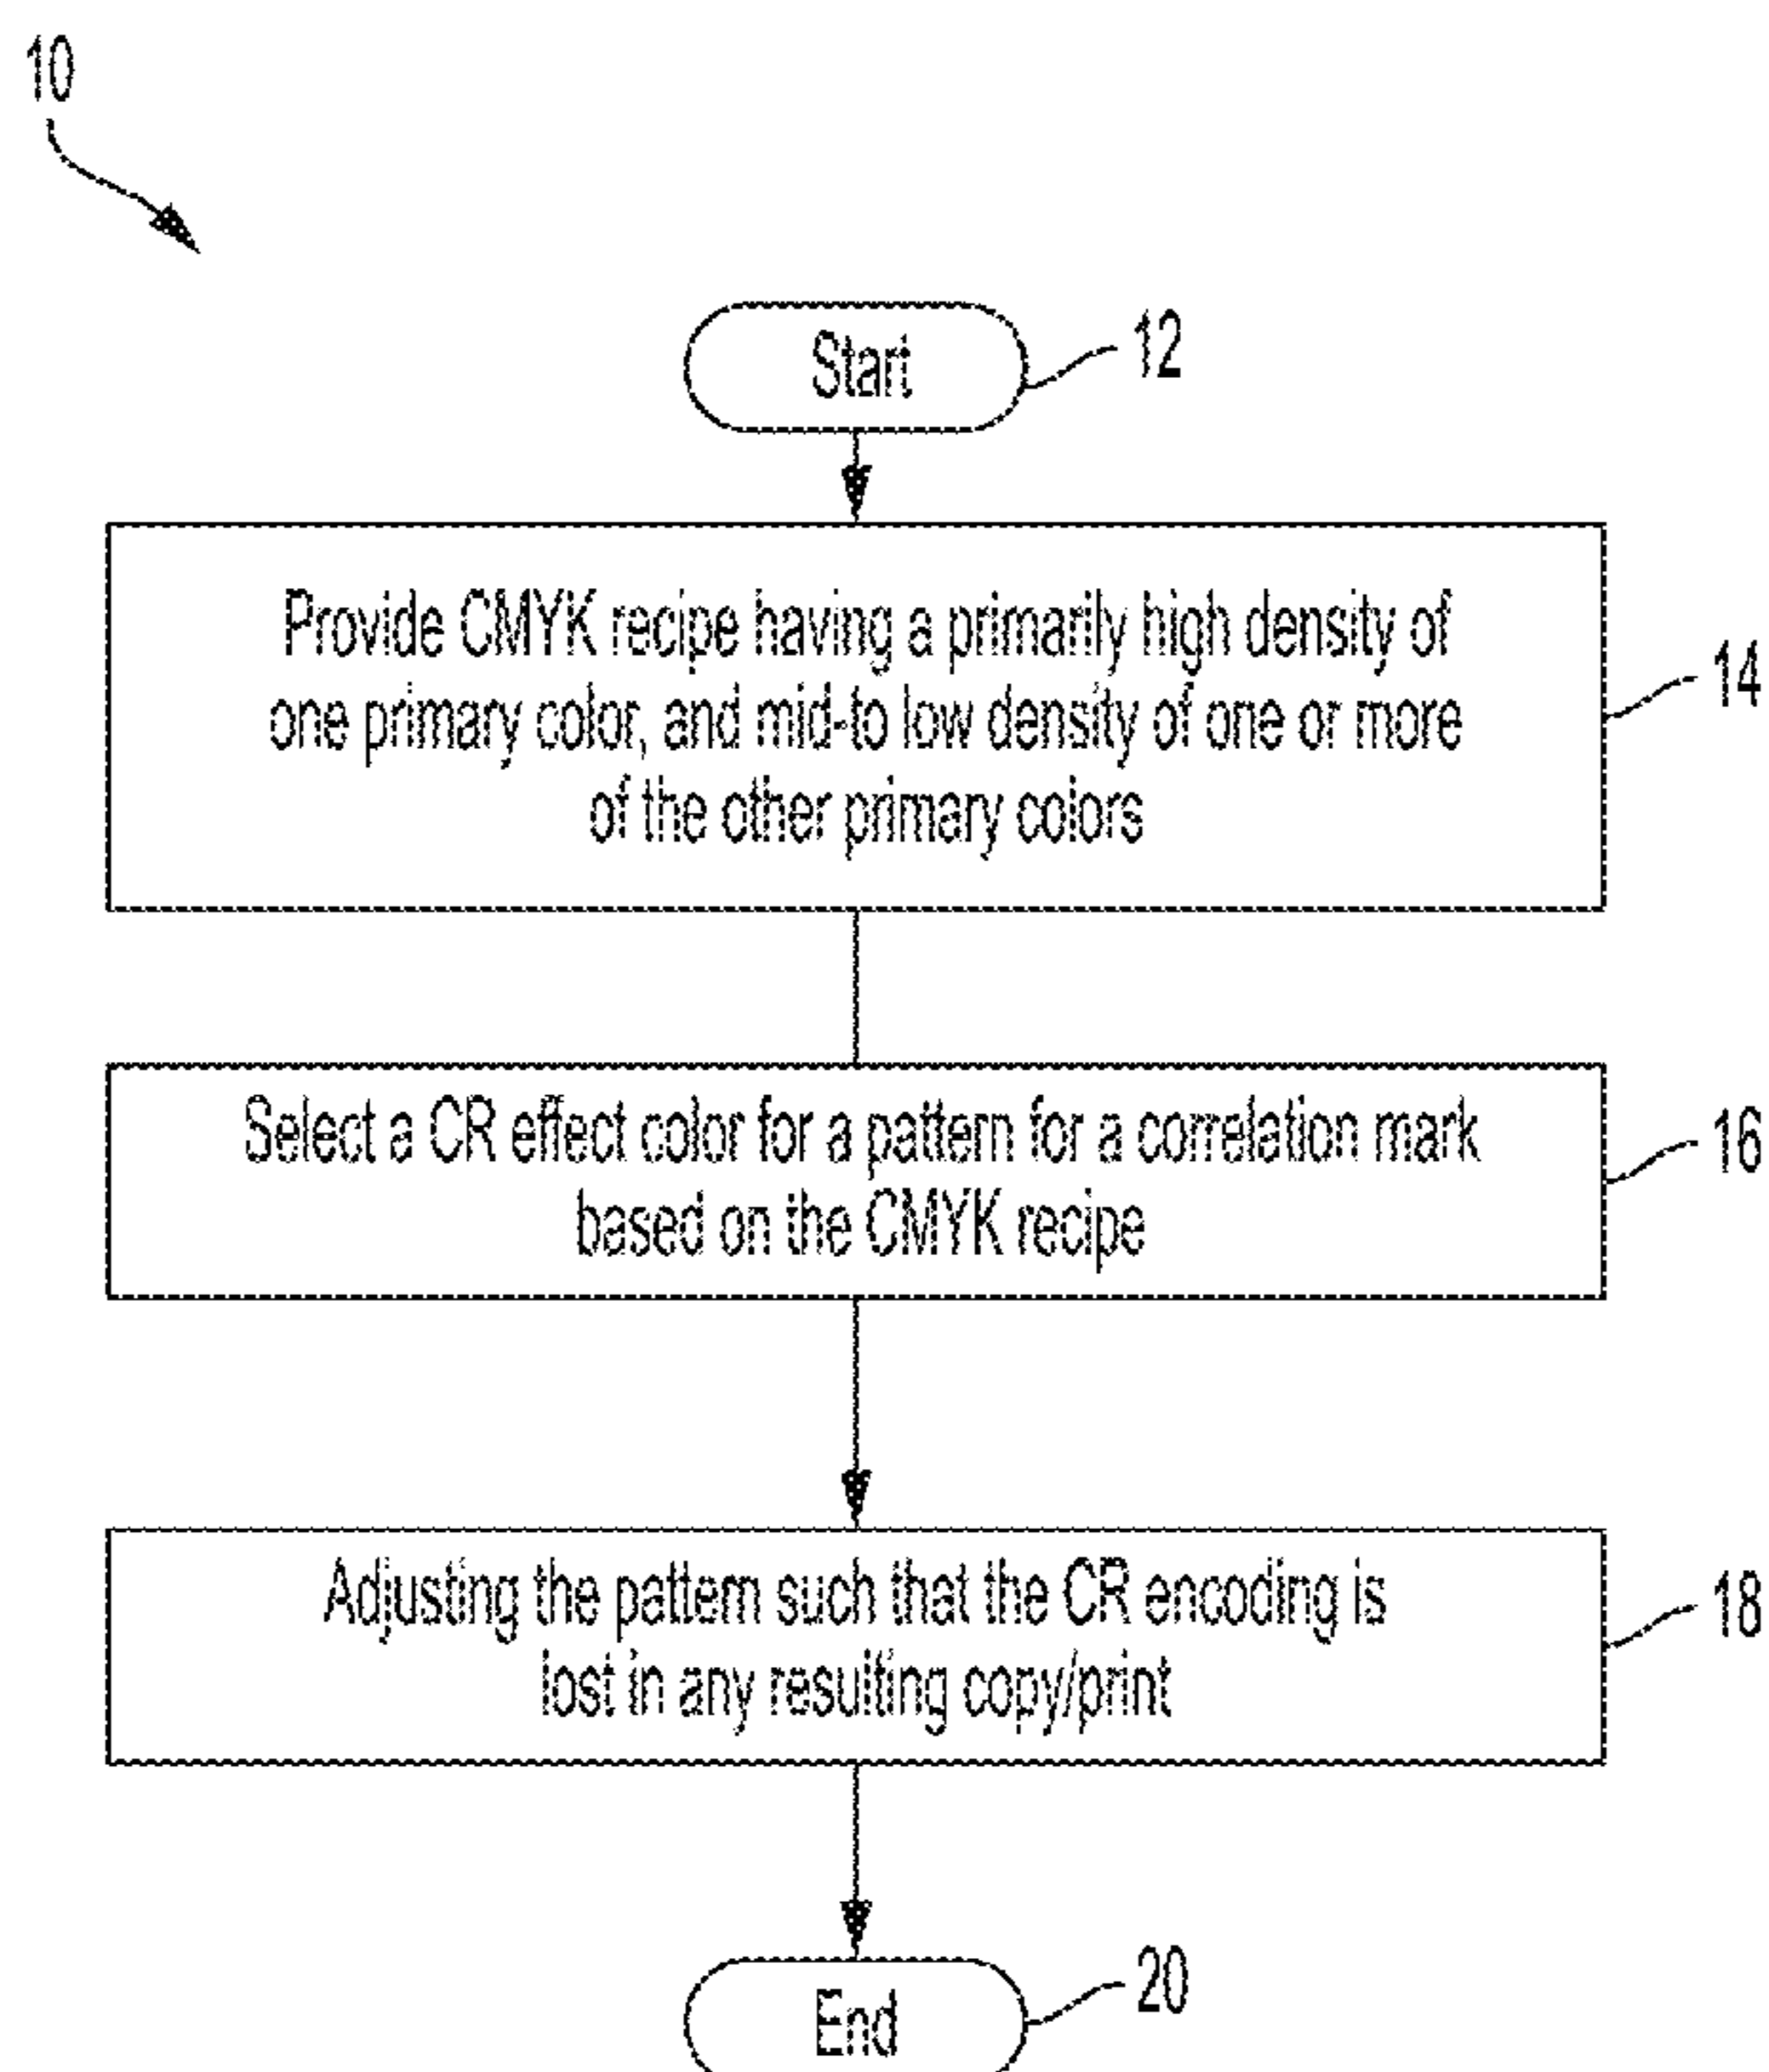 10
Start
12
Provide CMYK recipe having a primarily high density of
one primary color, and mid-to low density of one or more
of the other primary colors
14
Select a CR effect color for a pattern for a correlation mark
based on the CMYK recipe
16
Adjusting the pattern such that the CR encoding is
lost in any resulting copy/print
18
End
20